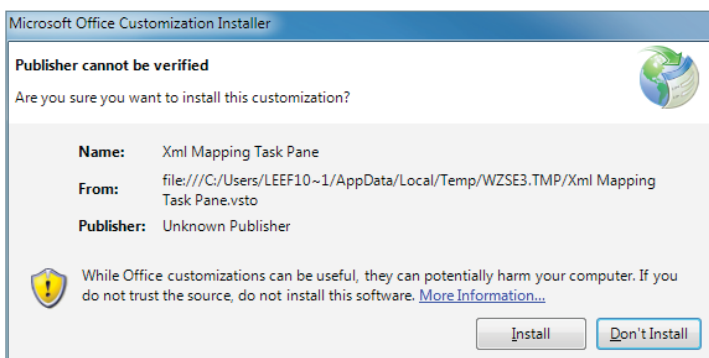 Microsoft Office Customization Installer
Publisher cannot be verified
Are you sure you want to install this customization?
Name: Xml Mapping Task Pane
From: file:///C:/Users/LEEF10~1/AppData/Local/Temp/WZSE3.TMP/Xml Mapping
Task Pane.vsto
Publisher: Unknown Publisher
While Office customizations can be useful, they can potentially harm your computer. If you
do not trust the source, do not install this software. More Information...
Install Don't Install